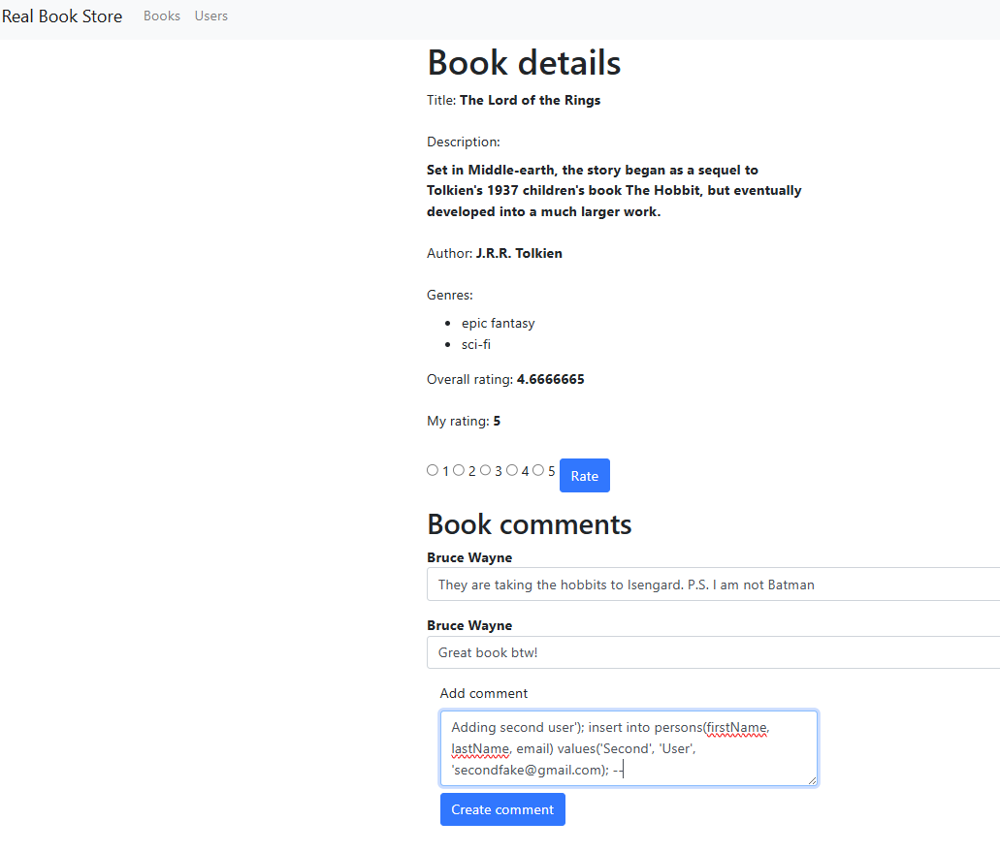 Real Book Store Books Users
Book details
Title: The Lord of the Rings
Description:
Set in Middle-earth, the story began as a sequel to
Tolkien's 1937 children's book The Hobbit, but eventually
developed into a much larger work.
Author: J.R.R. Tolkien
Genres:
epic fantasy
sci-fi
Overall rating: 4.6666665
My rating: 5
1 2 3 4 5 Rate
Book comments
Bruce Wayne
They are taking the hobbits to Isengard. P.S. I am not Batman
Bruce Wayne
Great book btw!
Add comment
Adding second user'); insert into persons(firstName,
lastName, email) values('Second', 'User',
'secondfake@gmail.com); --
Create comment